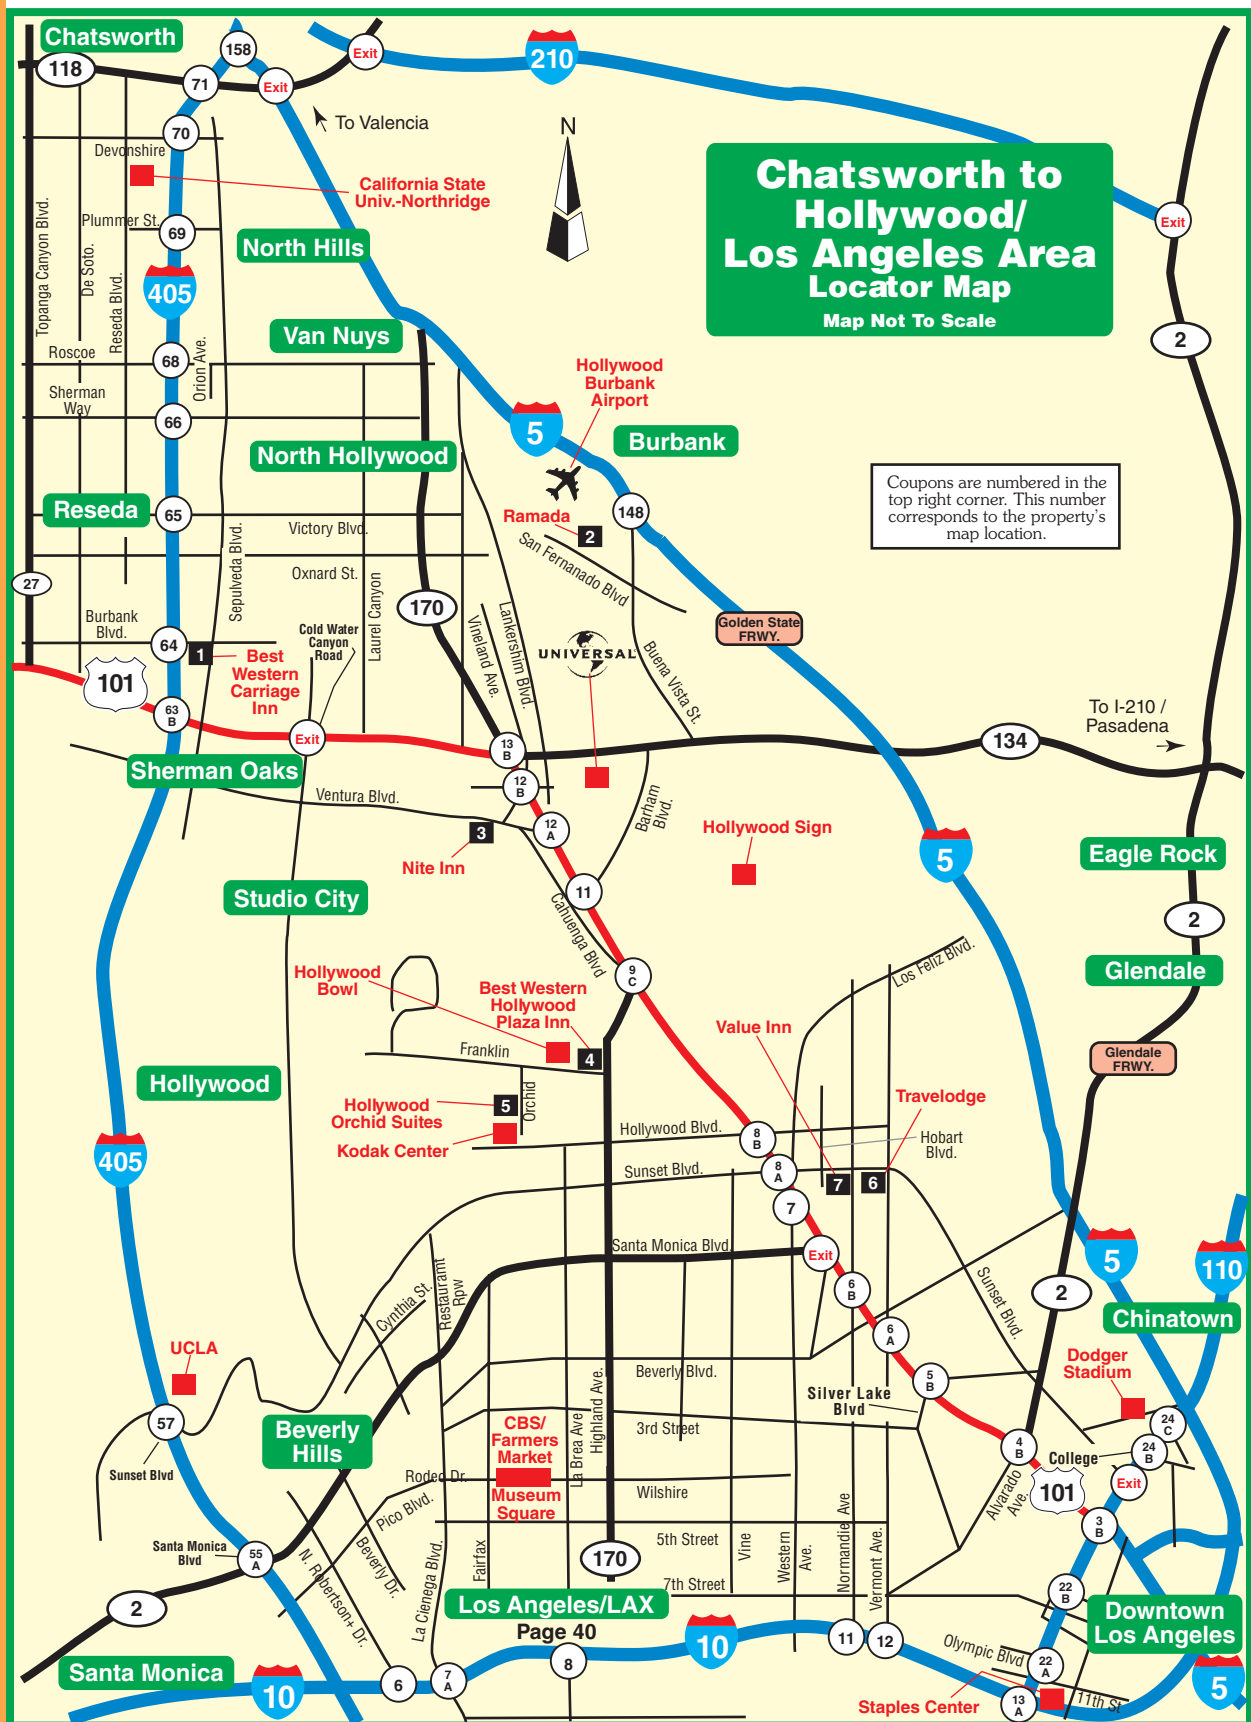 Chatsworth
118
158
71
Exit
Exit
210
To Valencia
70
Devonshire
California State
Univ.-Northridge
N
Chatsworth to
Hollywood/
Los Angeles Area
Locator Map
Map Not To Scale
Exit
2
Plummer St.
69
North Hills
Topanga Canyon Blvd.
De Soto.
Reseda Blvd.
405
Van Nuys
Roscoe
68
Orion Ave.
Sherman
Way
66
Hollywood
Burbank
Airport
5
Burbank
North Hollywood
Reseda
65
Victory Blvd.
Ramada
2
148
San Fernanado Blvd
Coupons are numbered in the
top right corner. This number
corresponds to the property's
map location.
27
Oxnard St.
Sepulveda Blvd.
Laurel Canyon
170
Burbank
Blvd.
64
1
Best
Western
Carriage
Inn
Cold Water
Canyon
Road
Vineland Ave.
Lankershim Blvd.
UNIVERSAL
Buena Vista St.
Golden State
FRWY.
101
63
B
Exit
13
B
134
To I-210 /
Pasadena
Sherman Oaks
Ventura Blvd.
12
B
12
A
3
Nite Inn
Barham
Blvd.
Hollywood Sign
5
Eagle Rock
Studio City
11
Cahuenga Blvd
2
Glendale
Los Feliz Blvd.
9
C
Hollywood
Bowl
Best Western
Hollywood
Plaza Inn
4
Franklin
Value Inn
Glendale
FRWY.
Hollywood
5
Orchid
Hollywood
Orchid Suites
Kodak Center
Travelodge
Hollywood Blvd.
8
B
Hobart
Blvd.
405
Sunset Blvd.
8
A
7
6
7
Santa Monica Blvd.
Exit
5
110
Restauramt
Rpw
Cynthia St.
6
B
Sunset Blvd.
2
Chinatown
6
A
UCLA
Beverly Blvd.
5
B
Silver Lake
Blvd
Dodger
Stadium
57
Sunset Blvd
Beverly
Hills
CBS/
Farmers
Market
La Brea Ave
Highland Ave.
3rd Street
24
C
4
B
College
24
B
Rodeo Dr.
Museum
Square
Wilshire
Pico Blvd.
Alvarado
Ave.
101
Exit
3
B
Santa Monica
Blvd
55
A
N. Robertson+ Dr.
Beverly Dr.
La Cienega Blvd.
Fairfax
170
5th Street
Vine
Western
Ave.
Normandie Ave
Vermont Ave.
7th Street
2
Los Angeles/LAX
Page 40
22
B
Downtown
Los Angeles
Santa Monica
10
6
7
A
8
10
11
12
Olympic Blvd
22
A
5
Staples Center
13
A
11th St